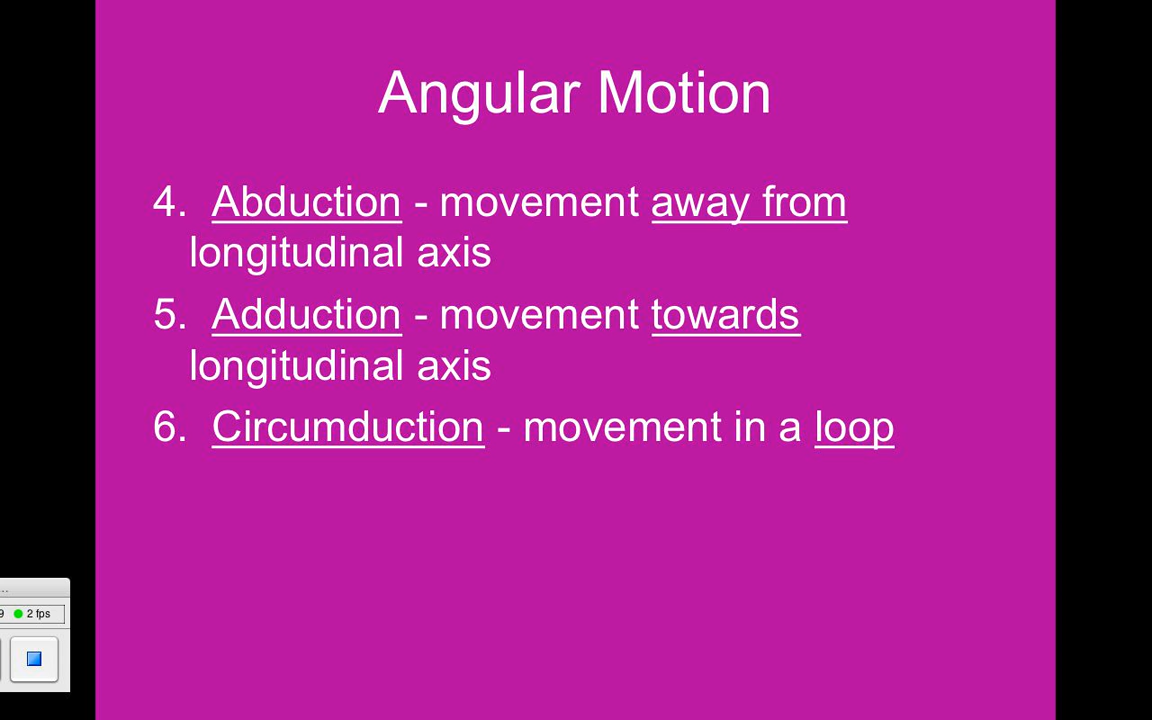 Angular Motion
4. Abduction - movement away from
longitudinal axis
5. Adduction - movement towards
longitudinal axis
6. Circumduction - movement in a loop
...
9 2 fps